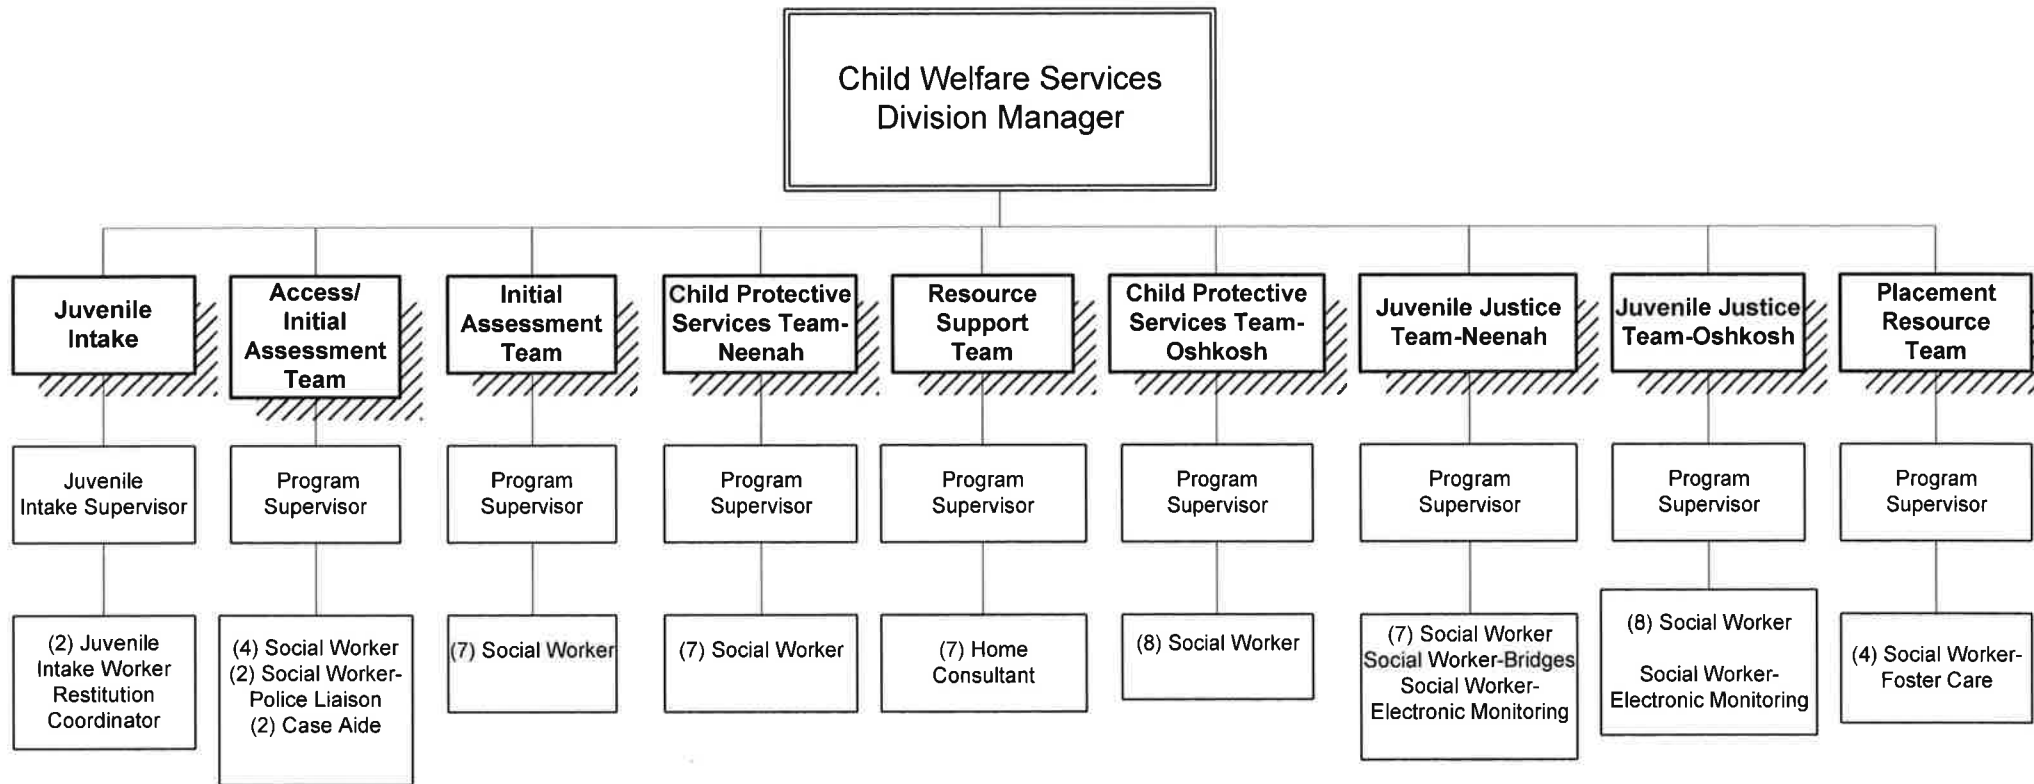 Child Welfare Services
Division Manager
Juvenile
Intake
Access/
Initial
Assessment
Team
Initial
Assessment
Team
Child Protective
Services Team-
Neenah
Resource
Support
Team
Child Protective
Services Team-
Oshkosh
Juvenile Justice
Team-Neenah
Juvenile Justice
Team-Oshkosh
Placement
Resource
Team
Juvenile
Intake Supervisor
Program
Supervisor
Program
Supervisor
Program
Supervisor
Program
Supervisor
Program
Supervisor
Program
Supervisor
Program
Supervisor
Program
Supervisor
(2) Juvenile
Intake Worker
Restitution
Coordinator
(4) Social Worker
(2) Social Worker-
Police Liaison
(2) Case Aide
(7) Social Worker
(7) Social Worker
(7) Home
Consultant
(8) Social Worker
(7) Social Worker
Social Worker-Bridges
Social Worker-
Electronic Monitoring
(8) Social Worker
Social Worker-
Electronic Monitoring
(4) Social Worker-
Foster Care